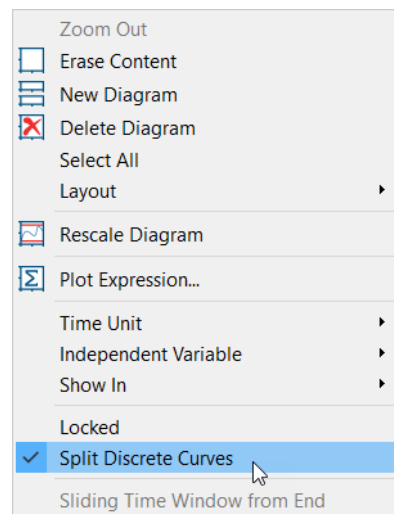 Zoom Out
Erase Content
New Diagram
Delete Diagram
Select All
Layout
Rescale Diagram
Plot Expression...
Time Unit
Independent Variable
Show In
Locked
Split Discrete Curves
Sliding Time Window from End